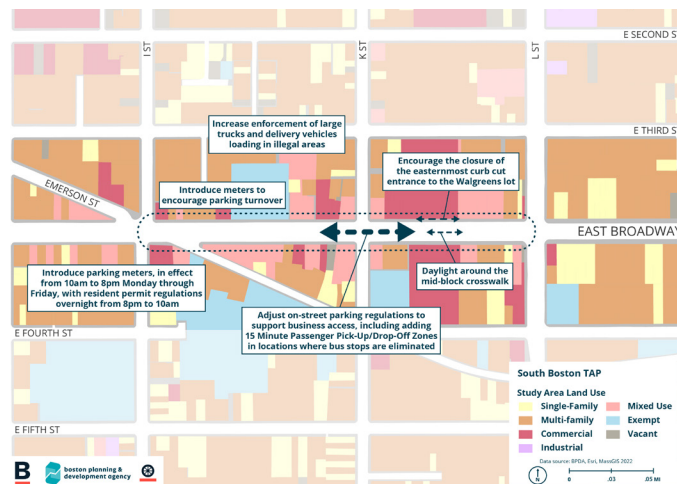 E SECOND S
I ST
K ST
L ST
Increase enforcement of large
trucks and delivery vehicles
loading in illegal areas
E THIRD S
Encourage the closure of
the easternmost curb cut
entrance to the Walgreens lot
EMERSON ST
Introduce meters to
encourage parking turnover
EAST BROADWAY
Introduce parking meters, in effect
from 10am to 8pm Monday through
Friday, with resident permit regulations
overnight from 8pm to 10am
Daylight around the
mid-block crosswalk
Adjust on-street parking regulations to
support business access, including adding
15 Minute Passenger Pick-Up/Drop-Off Zones
in locations where bus stops are eliminated
E FOURTH ST
E FIFTH ST
South Boston TAP
Study Area Land Use
Single-Family
Multi-family
Commercial
Industrial
Mixed Use
Exempt
Vacant
Data source: BPDA, Esri, MassGIS 2022
0 .03 .05 MI
B
boston planning &
development agency